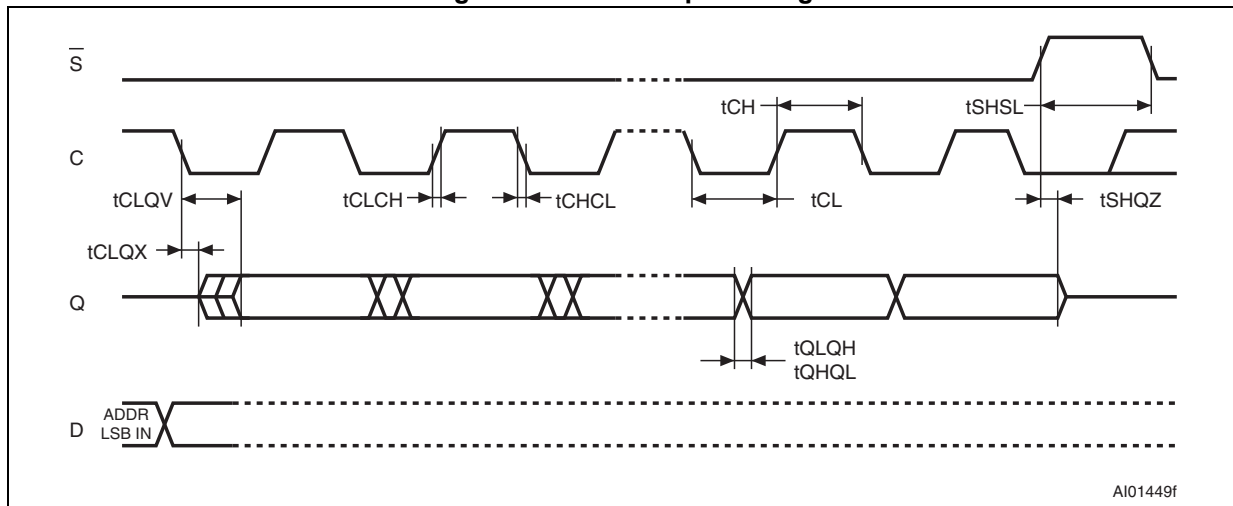 S
tCH
tSHSL
C
tCLQV
tCLCH
tCHCL
tCL
tSHQZ
tCLQX
Q
tQLQH
tQHQL
ADDR
D LSB IN
AI01449f